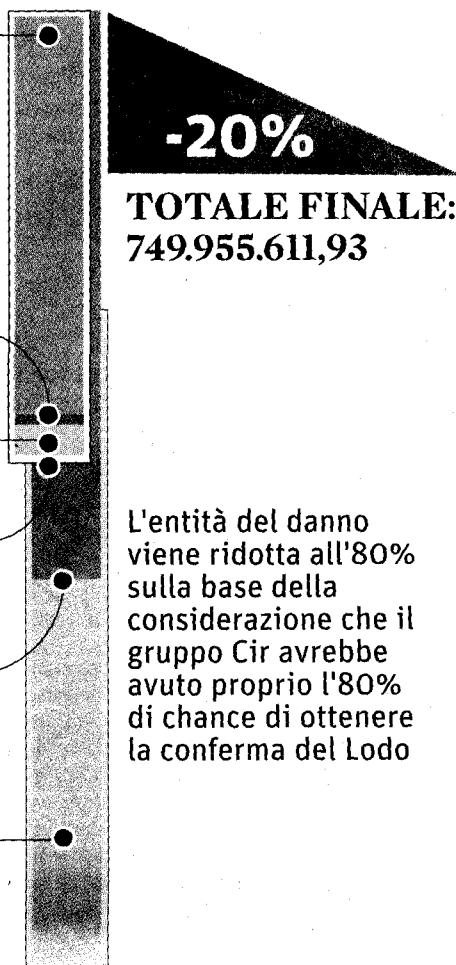 -20%
TOTALE FINALE:
749.955.611,93
L'entità del danno
viene ridotta all'80%
sulla base della
considerazione che il
gruppo Cir avrebbe
avuto proprio l'80%
di chance di ottenere
la conferma del Lodo